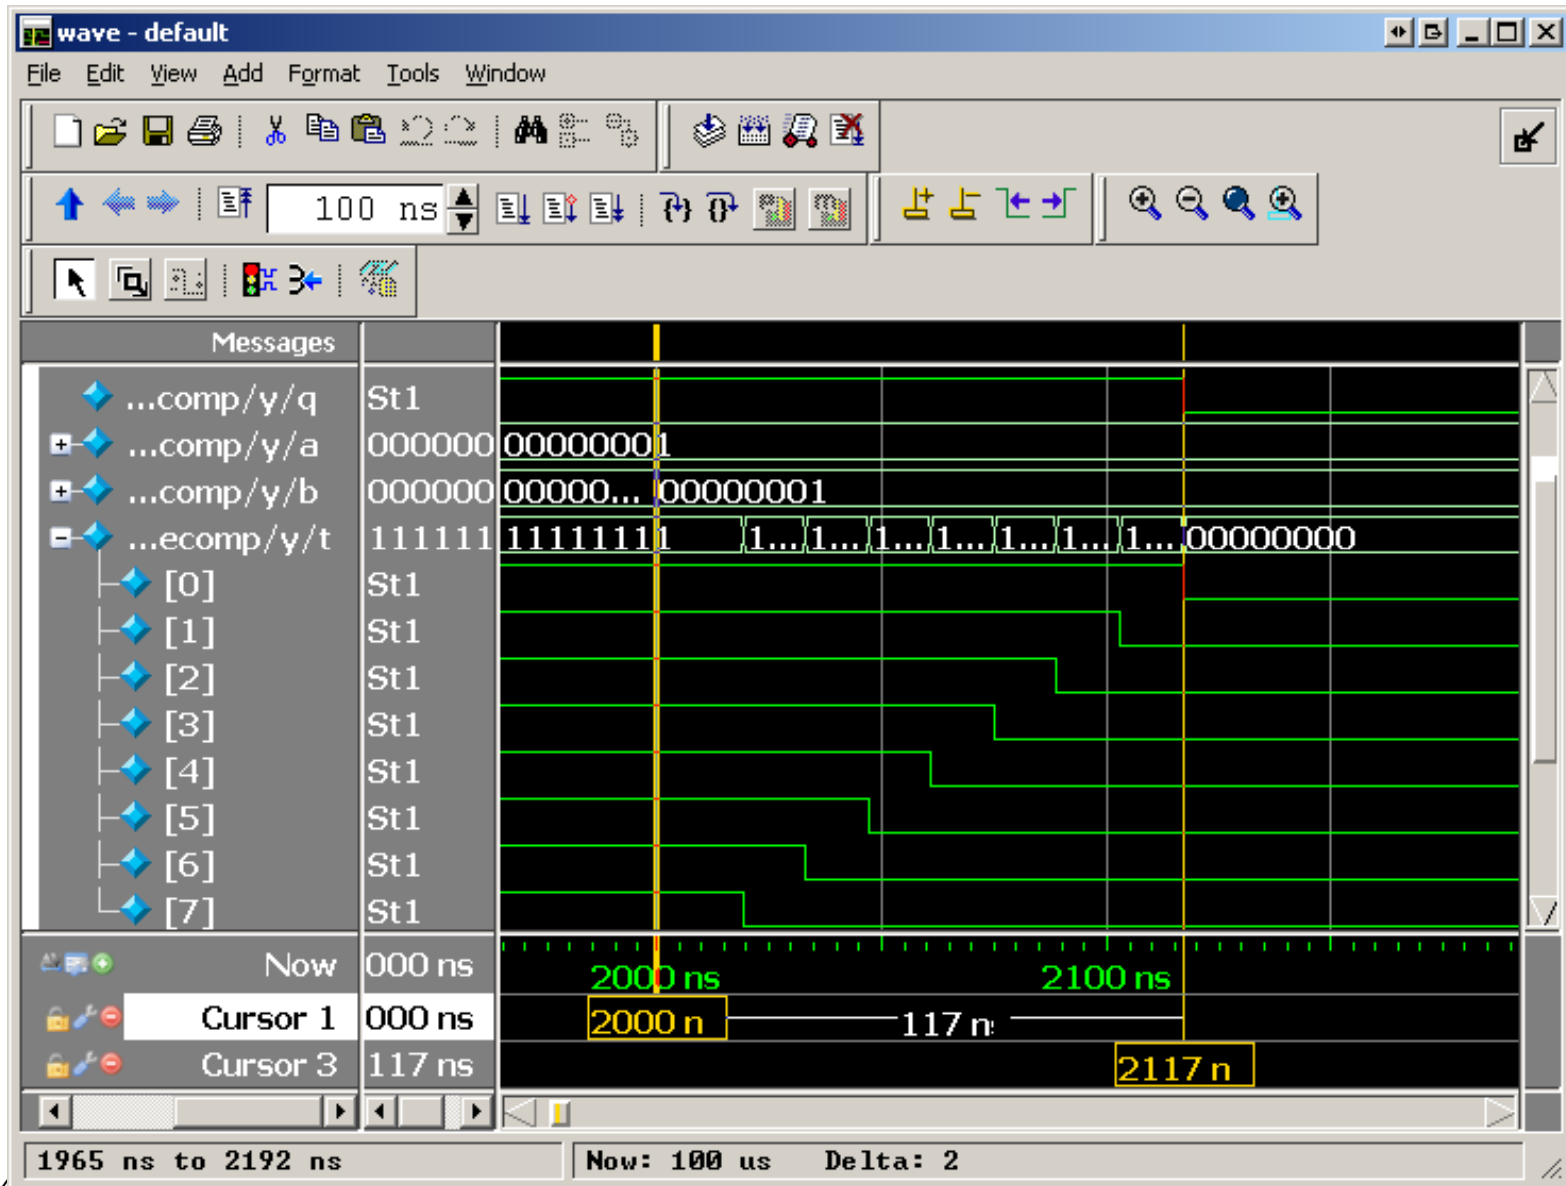 wave - default
File Edit View Add Format Tools Window
100 ns
Messages
...comp/y/q St1
...comp/y/a 000000 00000001
...comp/y/b 000000 00000... 00000001
...ecomp/y/t 111111 11111111 1... 1... 1... 1... 1... 1... 1... 00000000
[0] St1
[1] St1
[2] St1
[3] St1
[4] St1
[5] St1
[6] St1
[7] St1
Now 000 ns 2000 ns 2100 ns
Cursor 1 000 ns 2000 n 117 n
Cursor 3 117 ns 2117 n
1965 ns to 2192 ns Now: 100 us Delta: 2